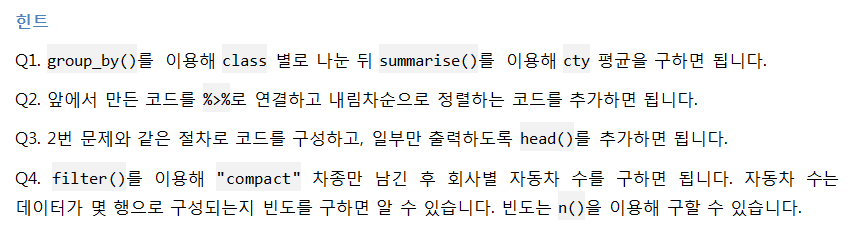 힌트
Q1. group_by()를 이용해 class 별로 나눈 뒤 summarise()를 이용해 cty 평균을 구하면 됩니다.
Q2. 앞에서 만든 코드를 %>%로 연결하고 내림차순으로 정렬하는 코드를 추가하면 됩니다.
Q3. 2번 문제와 같은 절차로 코드를 구성하고, 일부만 출력하도록 head()를 추가하면 됩니다.
Q4. filter()를 이용해 "compact" 차종만 남긴 후 회사별 자동차 수를 구하면 됩니다. 자동차 수는
데이터가 몇 행으로 구성되는지 빈도를 구하면 알 수 있습니다. 빈도는 n()을 이용해 구할 수 있습니다.